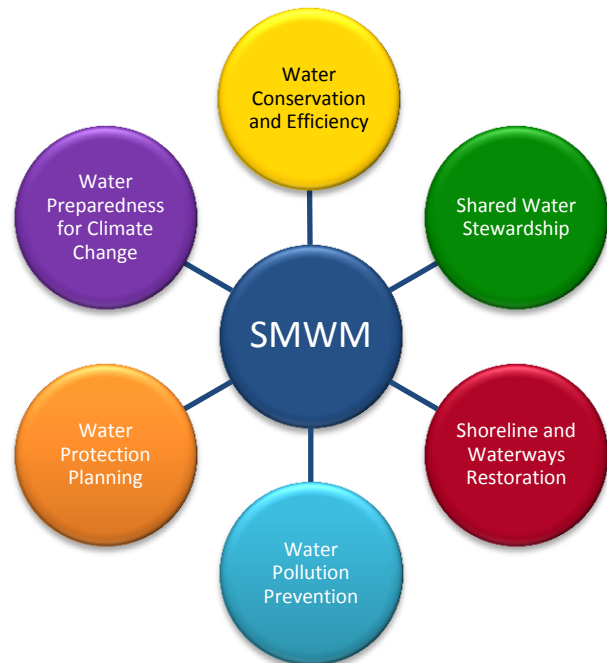 Water
Conservation
and Efficiency
Shared Water
Stewardship
Shoreline and
Waterways
Restoration
Water
Pollution
Prevention
Water
Protection
Planning
Water
Preparedness
for Climate
Change
SMWM